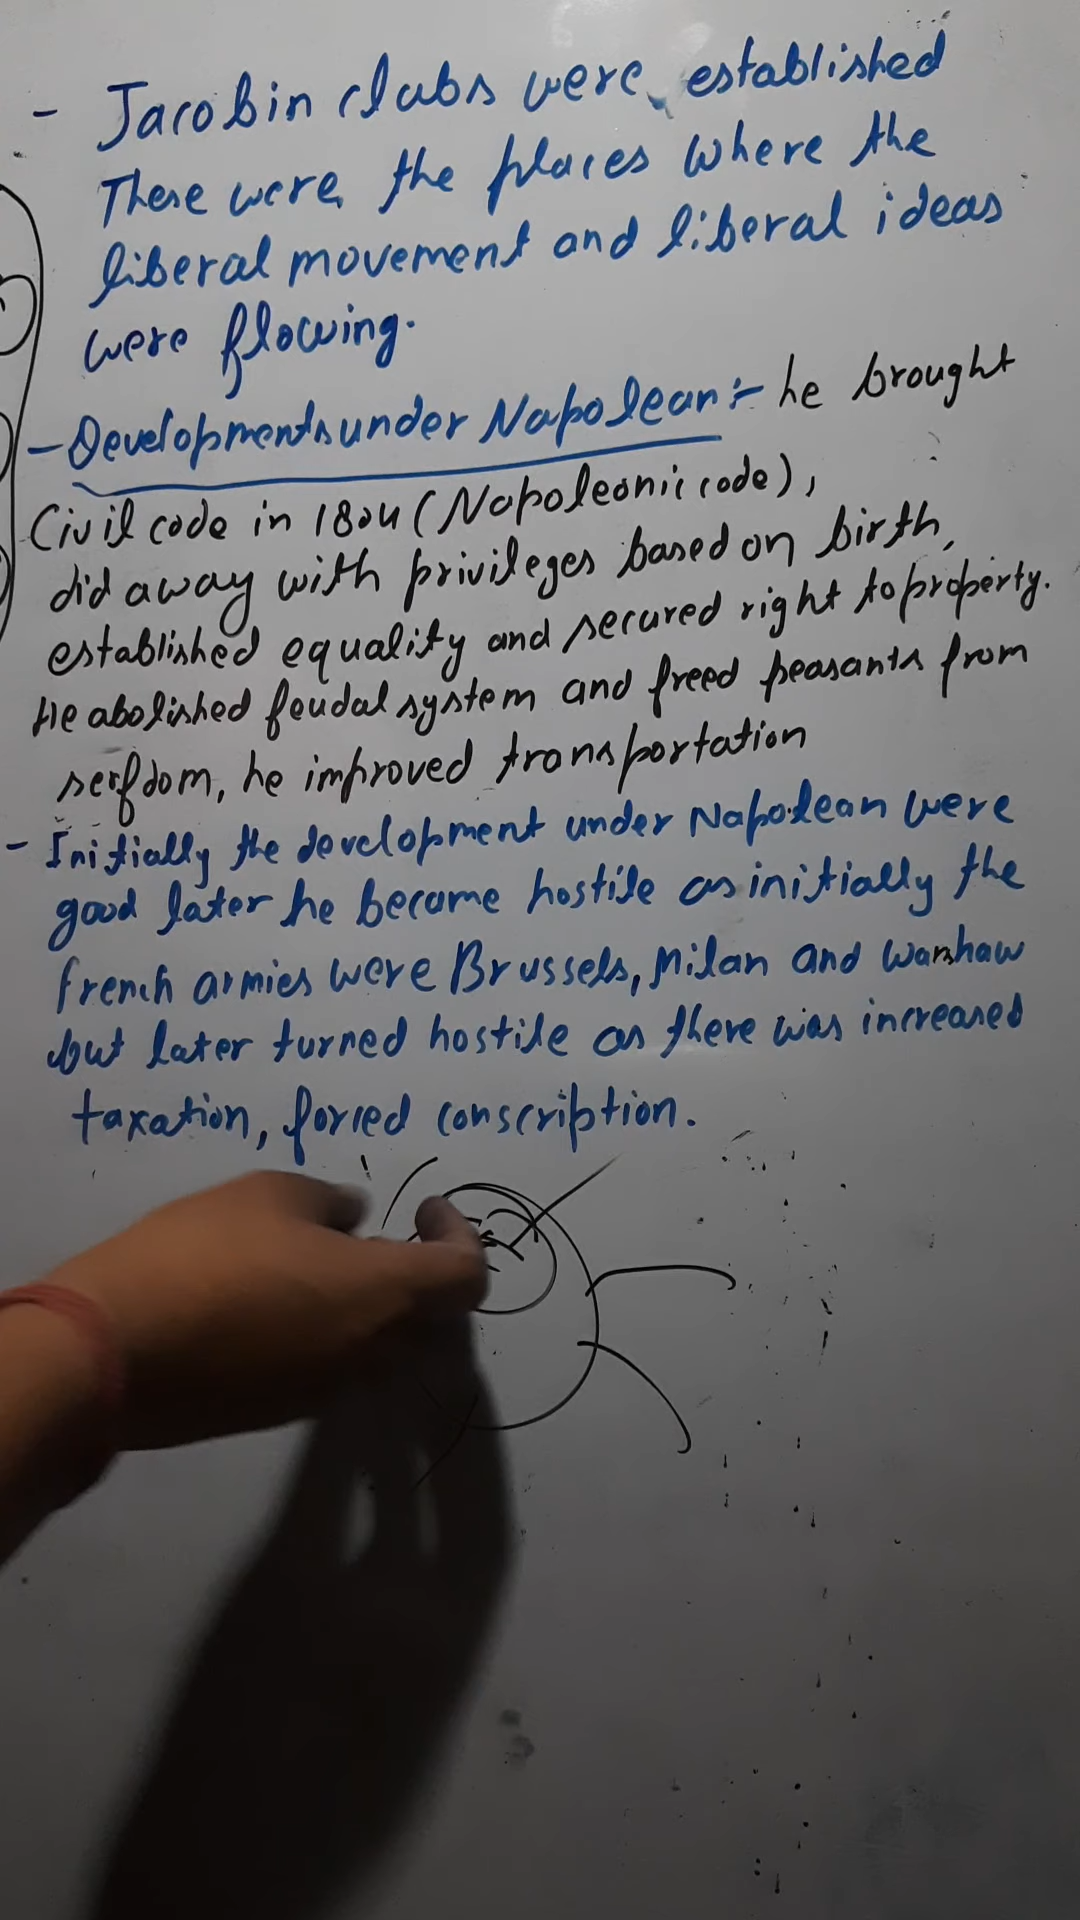 - Jacobin clubs were established
These were the places where the
liberal movement and liberal ideas
were flowing.
- Developments under Napolean :- he brought
Civil code in 1804 (Napoleonic code),
did away with privileges based on birth,
established equality and secured right to property.
He abolished feudal system and freed peasants from
serfdom, he improved transportation
- Initially the development under Napolean were
good later he became hostile as initially the
french armies were Brussels, Milan and Warshaw
but later turned hostile as there was increased
taxation, forced conscription.